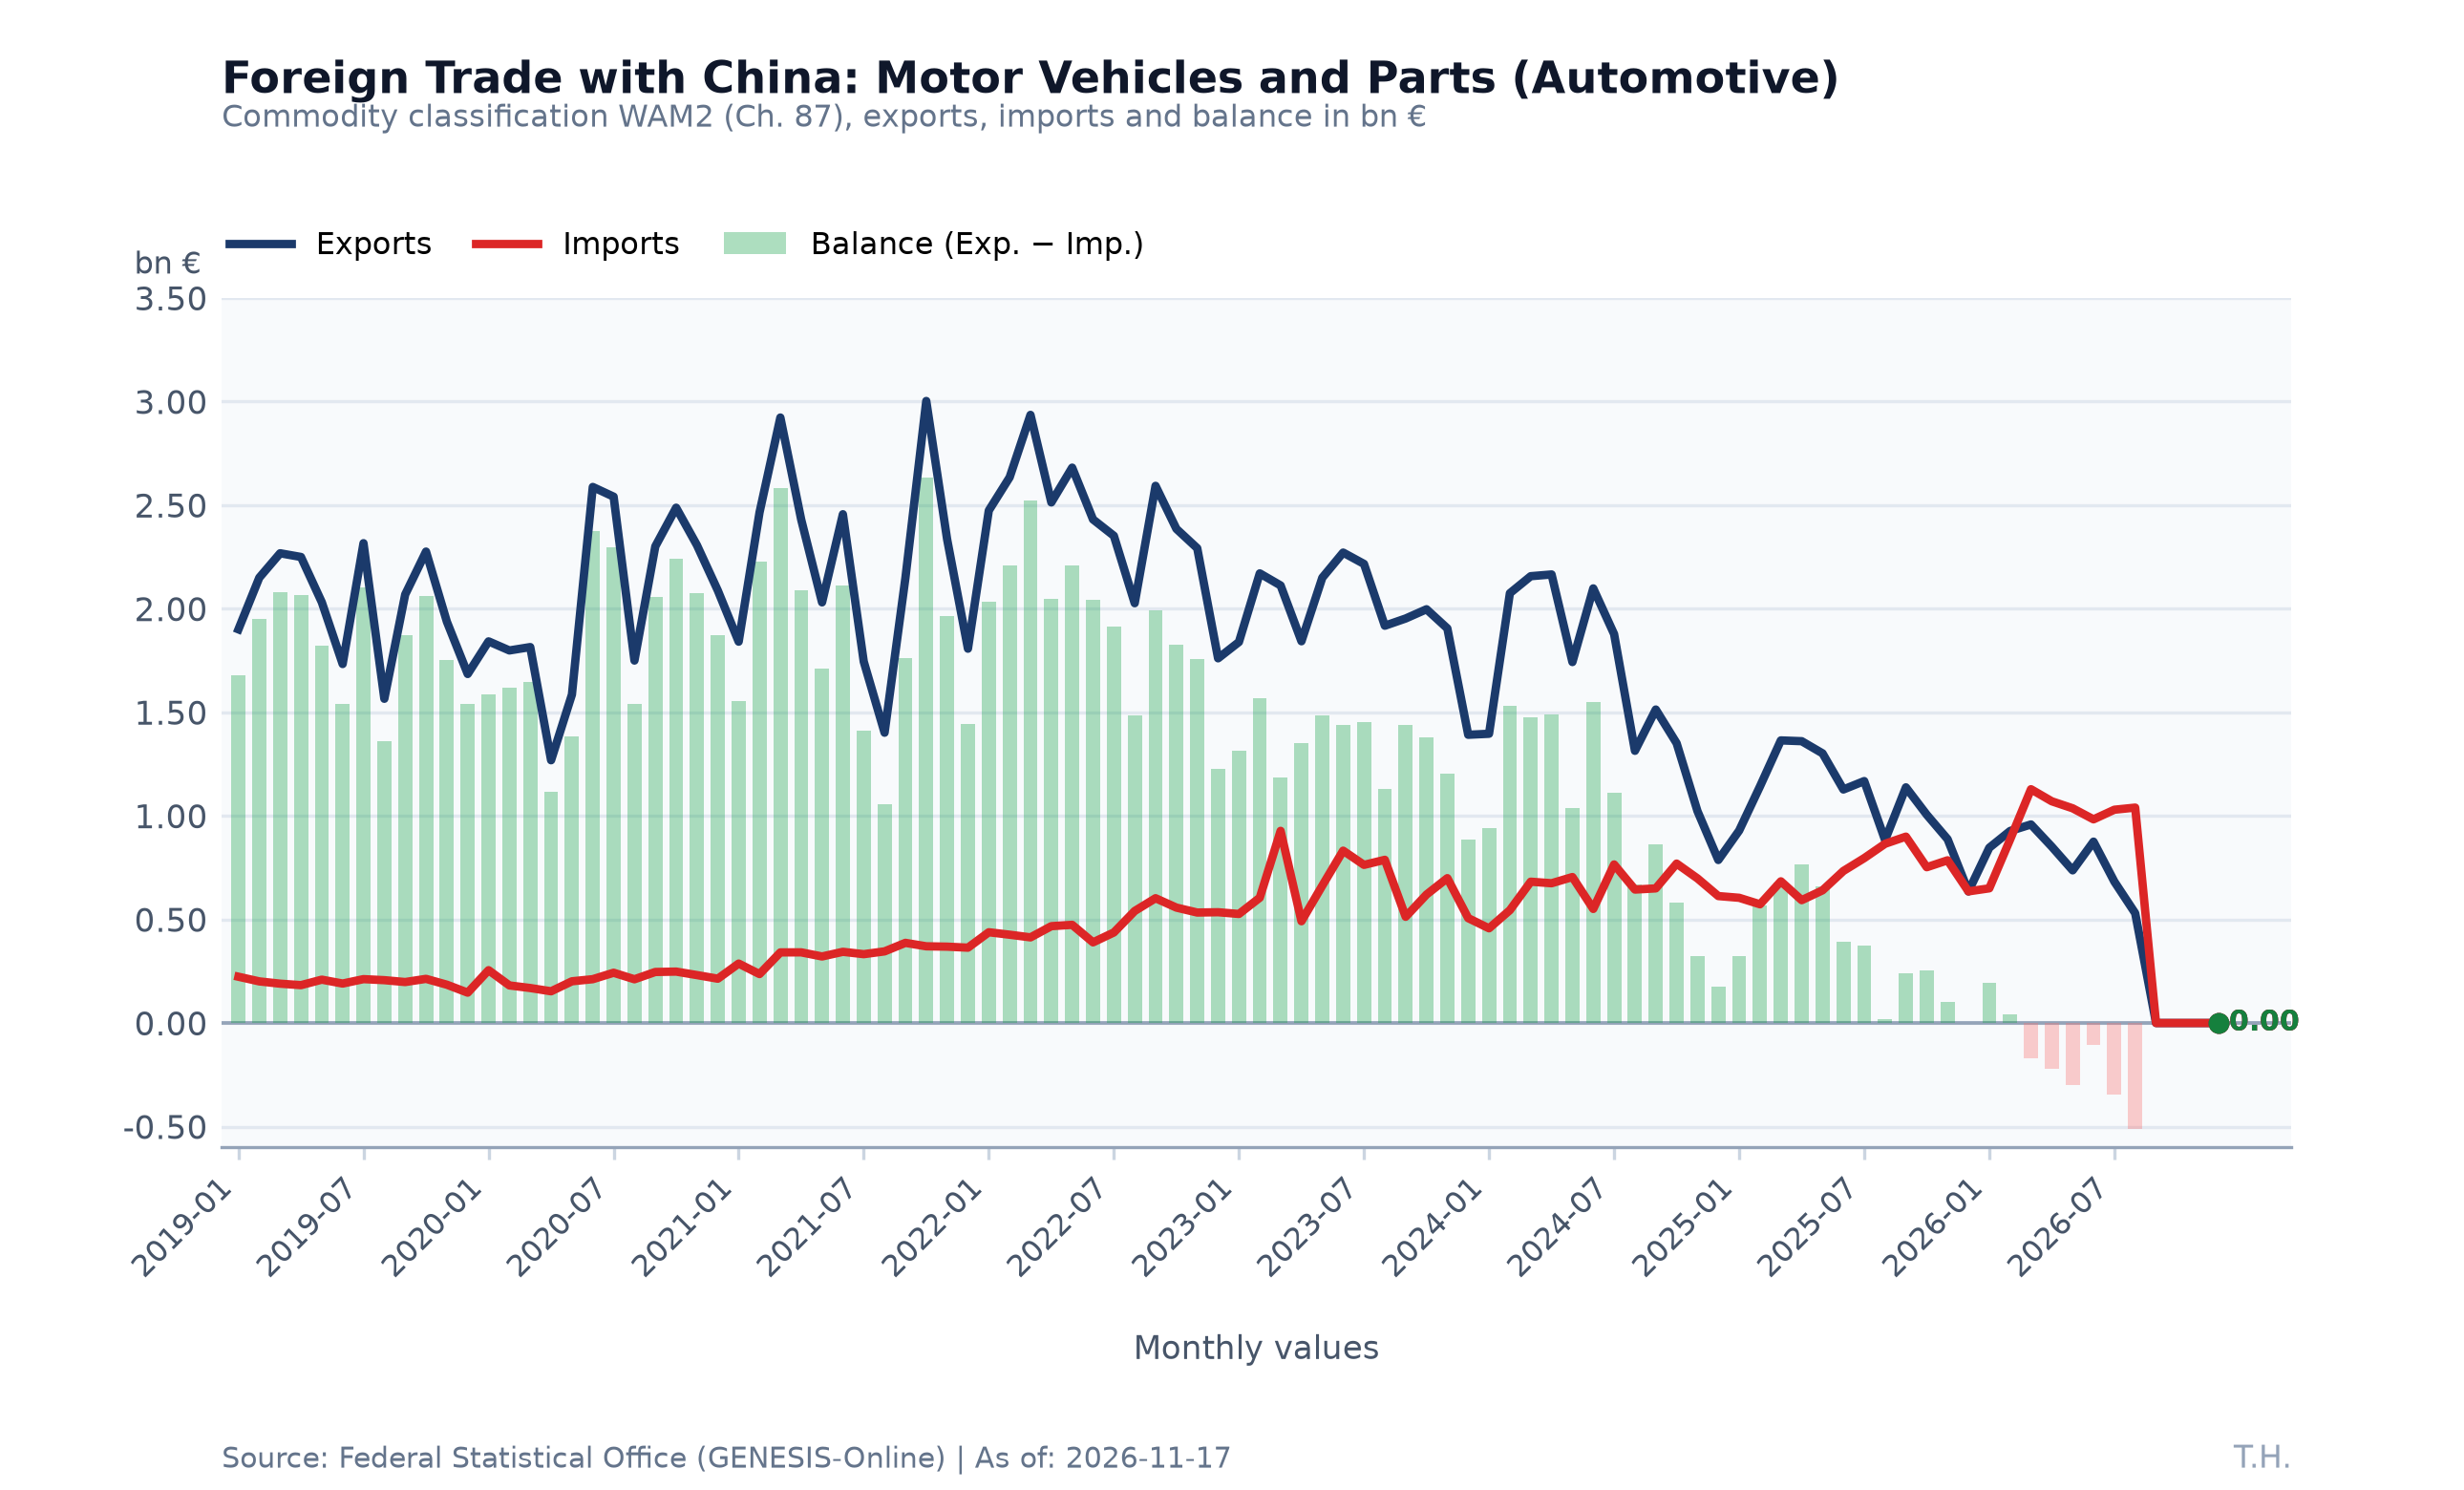 Foreign Trade with China: Motor Vehicles and Parts (Automotive)
Commodity classification WAM2 (Ch. 87), exports, imports and balance in bn €
Exports
Imports
Balance (Exp. − Imp.)
bn €
3.50
3.00
2.50
2.00
1.50
1.00
0.50
0.00
-0.50
0.00
2019-01
2019-07
2020-01
2020-07
2021-01
2021-07
2022-01
2022-07
2023-01
2023-07
2024-01
2024-07
2025-01
2025-07
2026-01
2026-07
Monthly values
Source: Federal Statistical Office (GENESIS-Online) | As of: 2026-11-17
T.H.